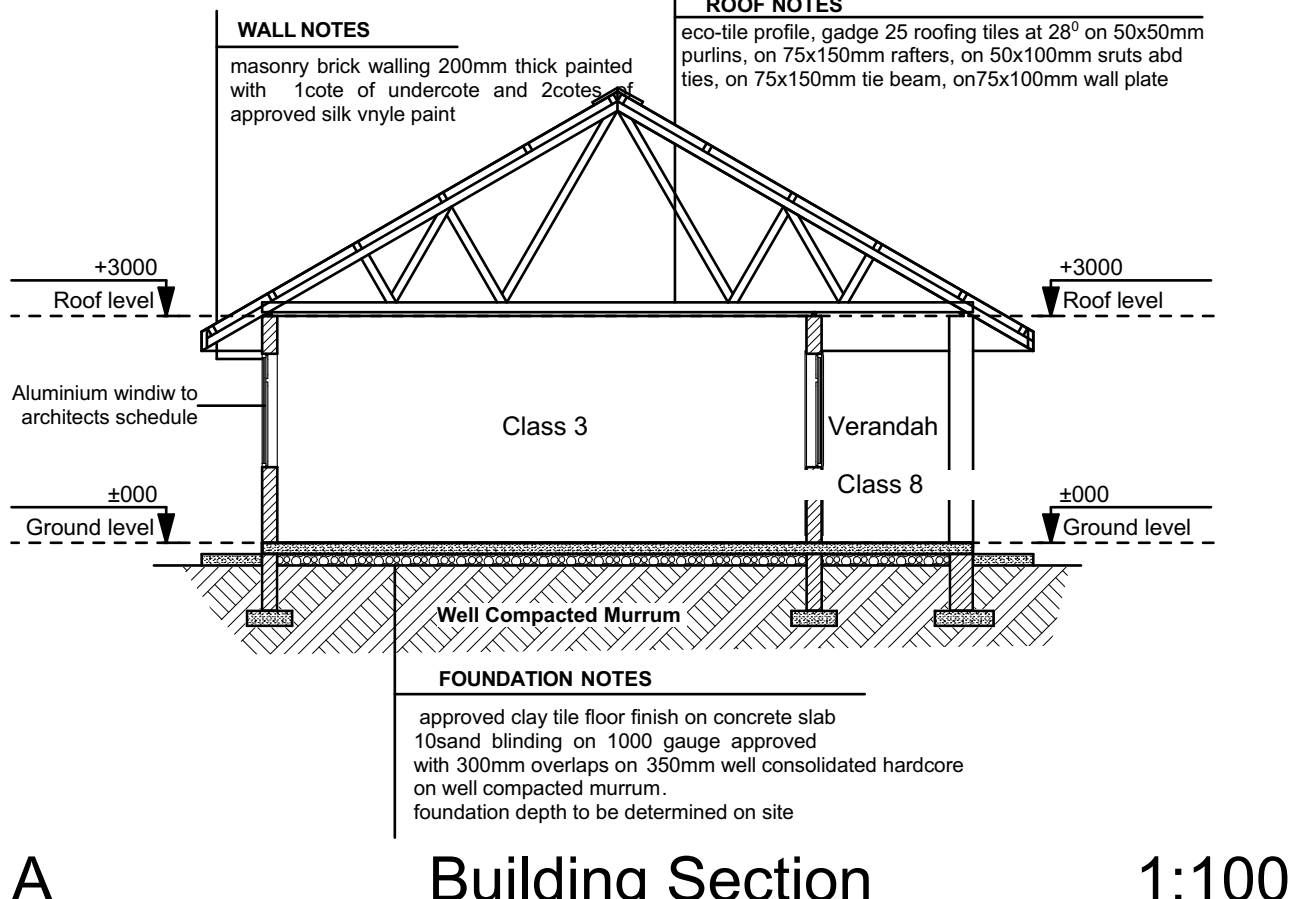 WALL NOTES
masonry brick walling 200mm thick painted
with 1cote of undercote and 2cotes of
approved silk vnyle paint
ROOF NOTES
eco-tile profile, gadge 25 roofing tiles at 28⁰ on 50x50mm
purlins, on 75x150mm rafters, on 50x100mm sruts abd
ties, on 75x150mm tie beam, on75x100mm wall plate
+3000
Roof level
+3000
Roof level
Aluminium windiw to
architects schedule
Class 3
Verandah
Class 8
±000
Ground level
±000
Ground level
Well Compacted Murrum
FOUNDATION NOTES
approved clay tile floor finish on concrete slab
10sand blinding on 1000 gauge approved
with 300mm overlaps on 350mm well consolidated hardcore
on well compacted murrum.
foundation depth to be determined on site
A
Building Section
1:100